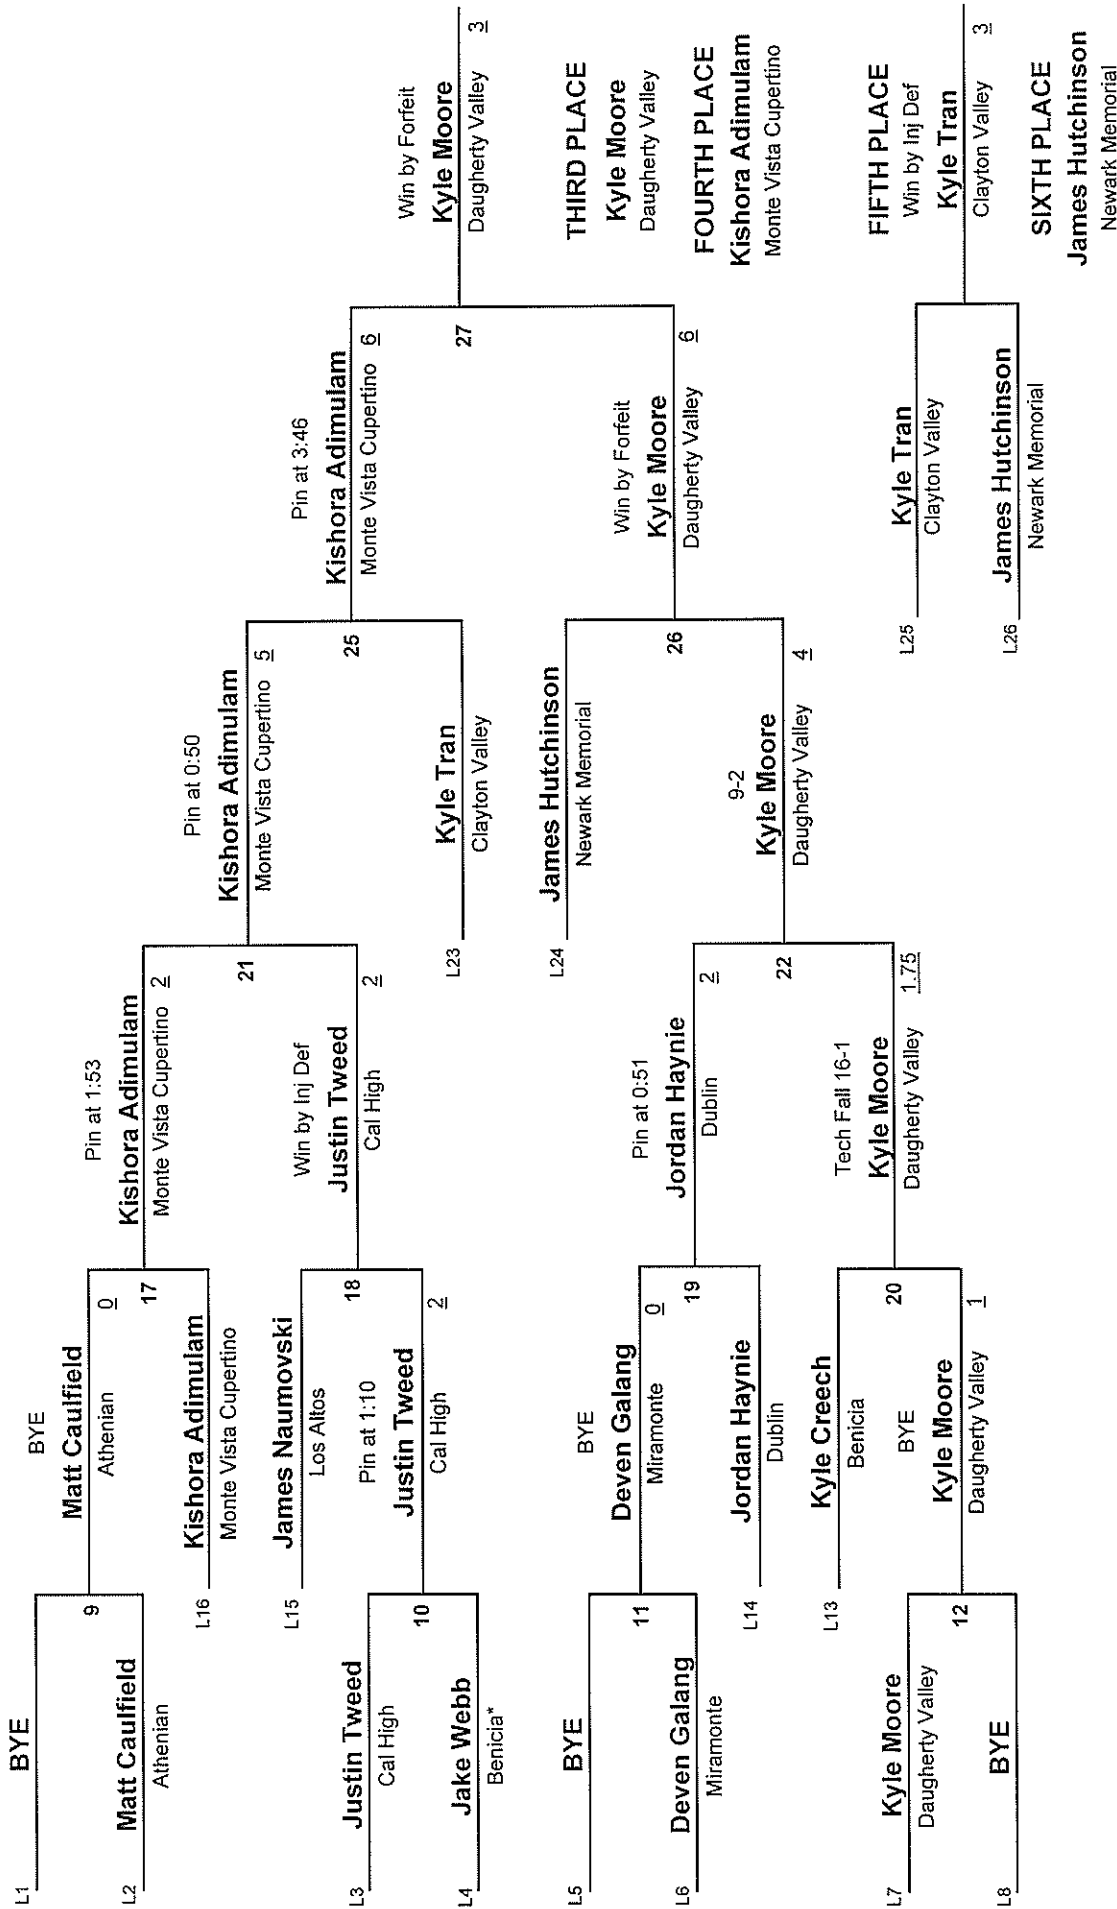 L1
BYE
9
L2
Matt Caulfield
Athenian
BYE
Matt Caulfield
Athenian
0
17
L16
Kishora Adimulam
Monte Vista Cupertino
Pin at 1:53
Kishora Adimulam
Monte Vista Cupertino 2
21
L3
Justin Tweed
Cal High
10
L4
Jake Webb
Benicia*
L15
James Naumovski
Los Altos
18
Pin at 1:10
Justin Tweed
Cal High
2
Win by Inj Def
Justin Tweed
Cal High
2
Pin at 0:50
Kishora Adimulam
Monte Vista Cupertino 5
25
L23
Kyle Tran
Clayton Valley
Pin at 3:46
Kishora Adimulam
Monte Vista Cupertino 6
27
L5
BYE
11
L6
Deven Galang
Miramonte
BYE
Deven Galang
Miramonte
0
19
L14
Jordan Haynie
Dublin
Pin at 0:51
Jordan Haynie
Dublin
2
22
L7
Kyle Moore
Daugherty Valley
12
L8
BYE
L13
Kyle Creech
Benicia
20
BYE
Kyle Moore
Daugherty Valley
1
Tech Fall 16-1
Kyle Moore
Daugherty Valley
1.75
L24
James Hutchinson
Newark Memorial
26
9-2
Kyle Moore
Daugherty Valley
4
Win by Forfeit
Kyle Moore
Daugherty Valley
6
Win by Forfeit
Kyle Moore
Daugherty Valley
3
THIRD PLACE
Kyle Moore
Daugherty Valley
FOURTH PLACE
Kishora Adimulam
Monte Vista Cupertino
L25
Kyle Tran
Clayton Valley
L26
James Hutchinson
Newark Memorial
FIFTH PLACE
Win by Inj Def
Kyle Tran
Clayton Valley
3
SIXTH PLACE
James Hutchinson
Newark Memorial